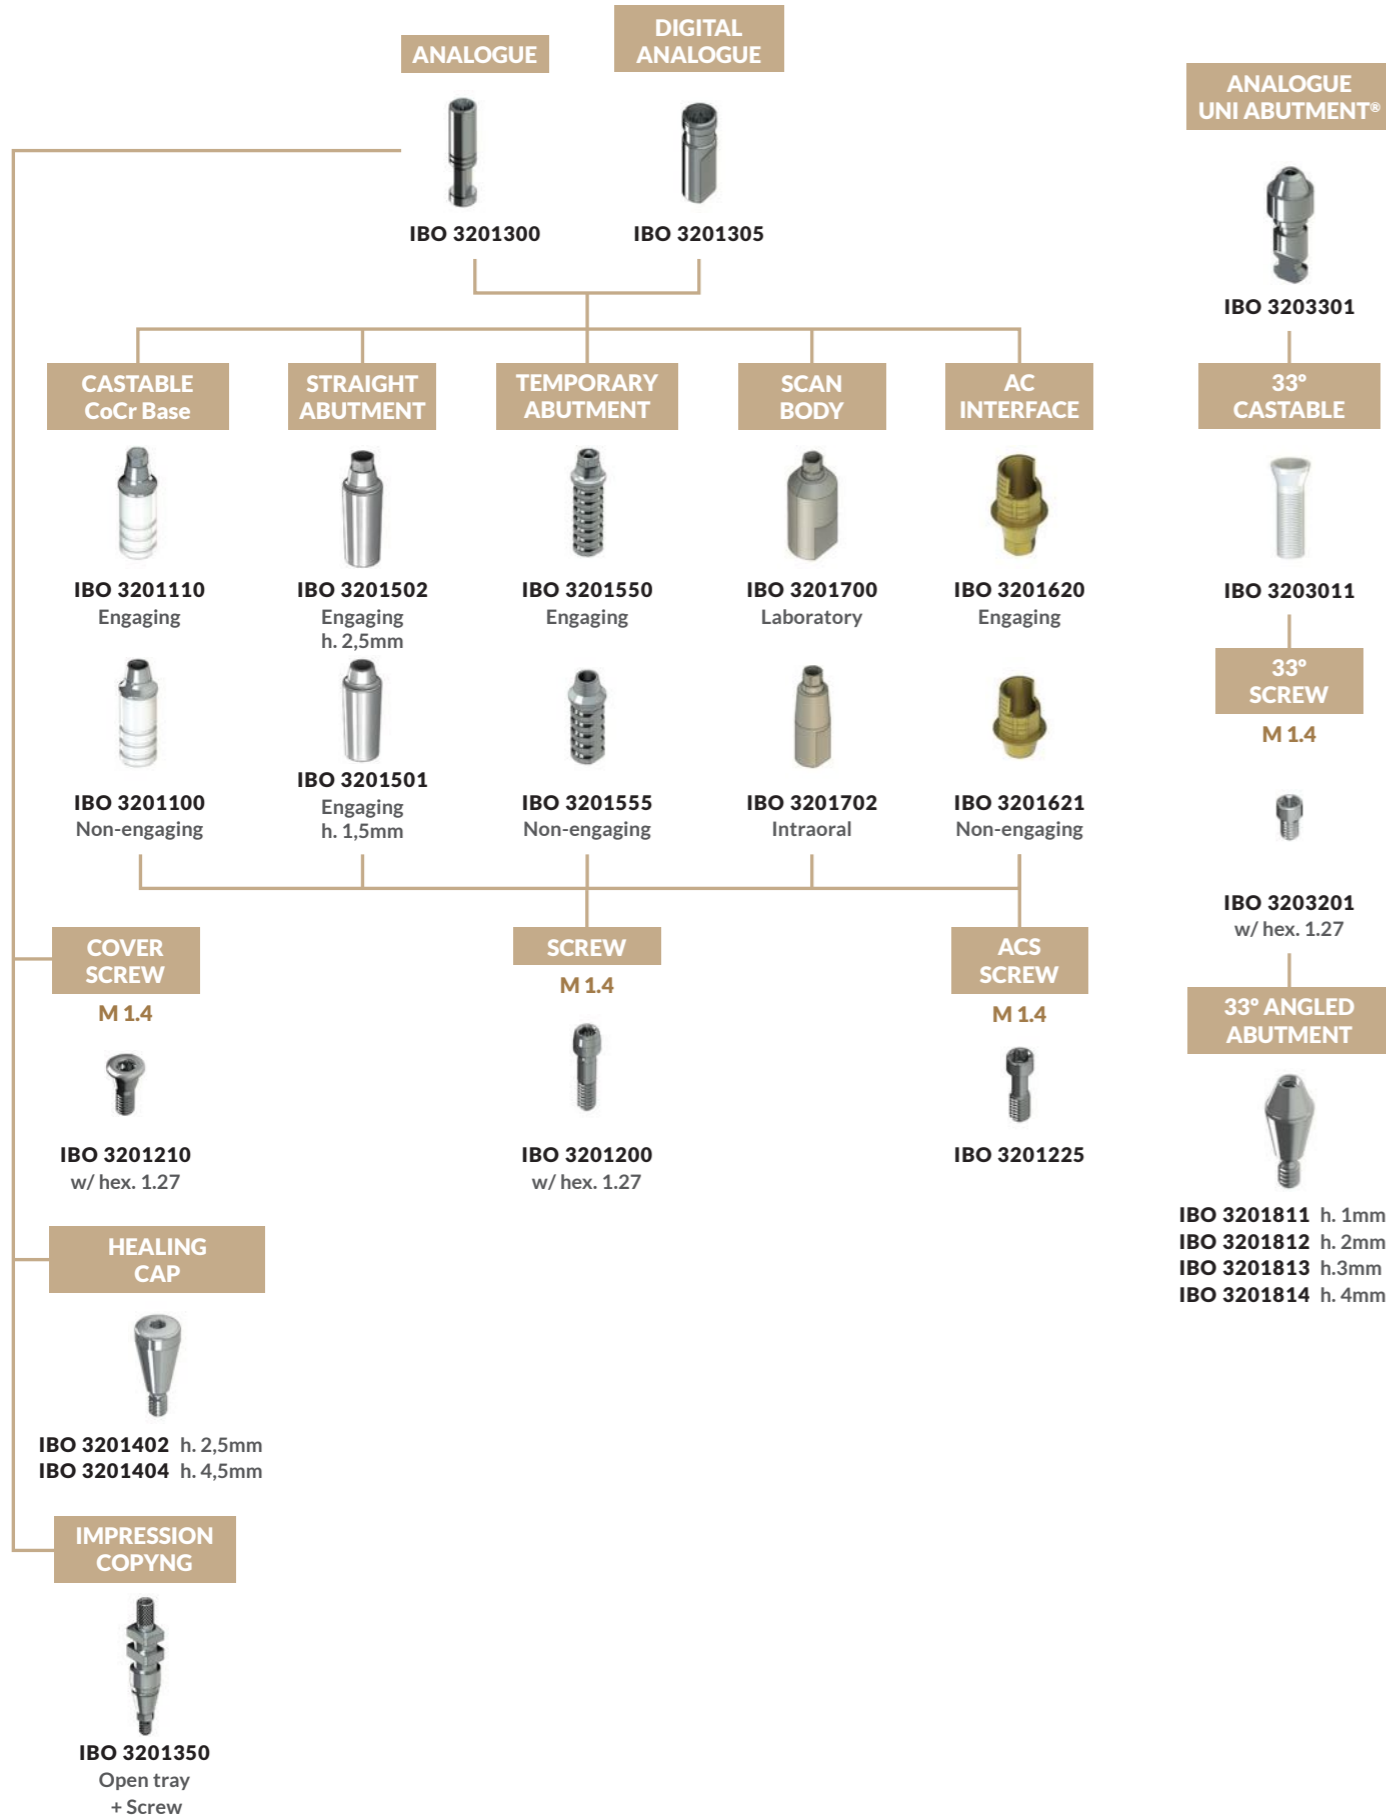 ANALOGUE
IBO 3201300
DIGITAL
ANALOGUE
IBO 3201305
CASTABLE
CoCr Base
IBO 3201110
Engaging
IBO 3201100
Non-engaging
STRAIGHT
ABUTMENT
IBO 3201502
Engaging
h. 2,5mm
IBO 3201501
Engaging
h. 1,5mm
TEMPORARY
ABUTMENT
IBO 3201550
Engaging
IBO 3201555
Non-engaging
SCAN
BODY
IBO 3201700
Laboratory
IBO 3201702
Intraoral
AC
INTERFACE
IBO 3201620
Engaging
IBO 3201621
Non-engaging
COVER
SCREW
M 1.4
IBO 3201210
w/ hex. 1.27
SCREW
M 1.4
IBO 3201200
w/ hex. 1.27
ACS
SCREW
M 1.4
IBO 3201225
HEALING
CAP
IBO 3201402 h. 2,5mm
IBO 3201404 h. 4,5mm
IMPRESSION
COPYNG
IBO 3201350
Open tray
+ Screw
ANALOGUE
UNI ABUTMENT®
IBO 3203301
33°
CASTABLE
IBO 3203011
33°
SCREW
M 1.4
IBO 3203201
w/ hex. 1.27
33° ANGLED
ABUTMENT
IBO 3201811 h. 1mm
IBO 3201812 h. 2mm
IBO 3201813 h.3mm
IBO 3201814 h. 4mm